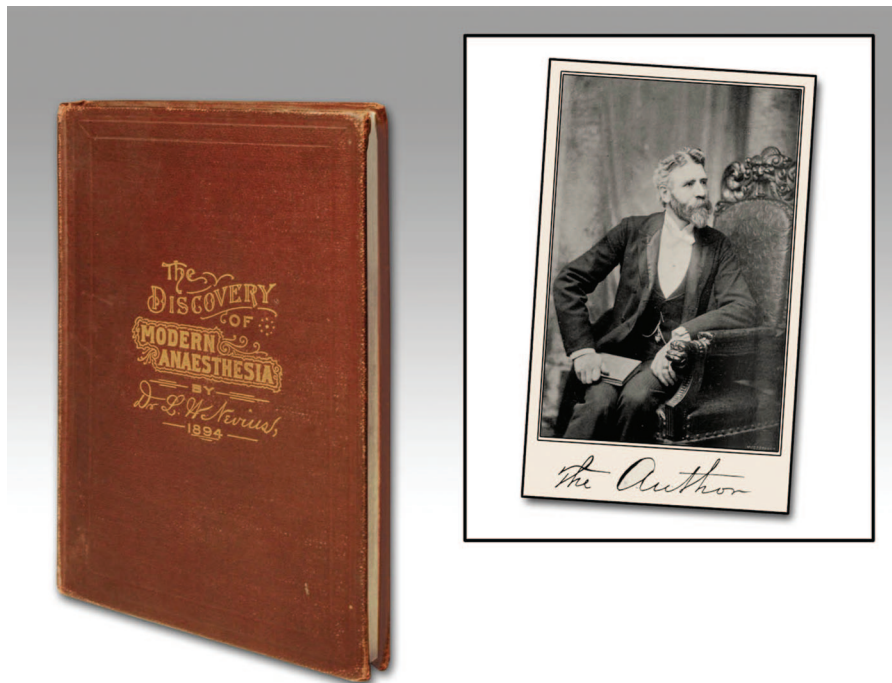 The
DISCOVERY
OF
MODERN
ANAESTHESIA
BY
Dr L. W. Nevius,
1894
The Author